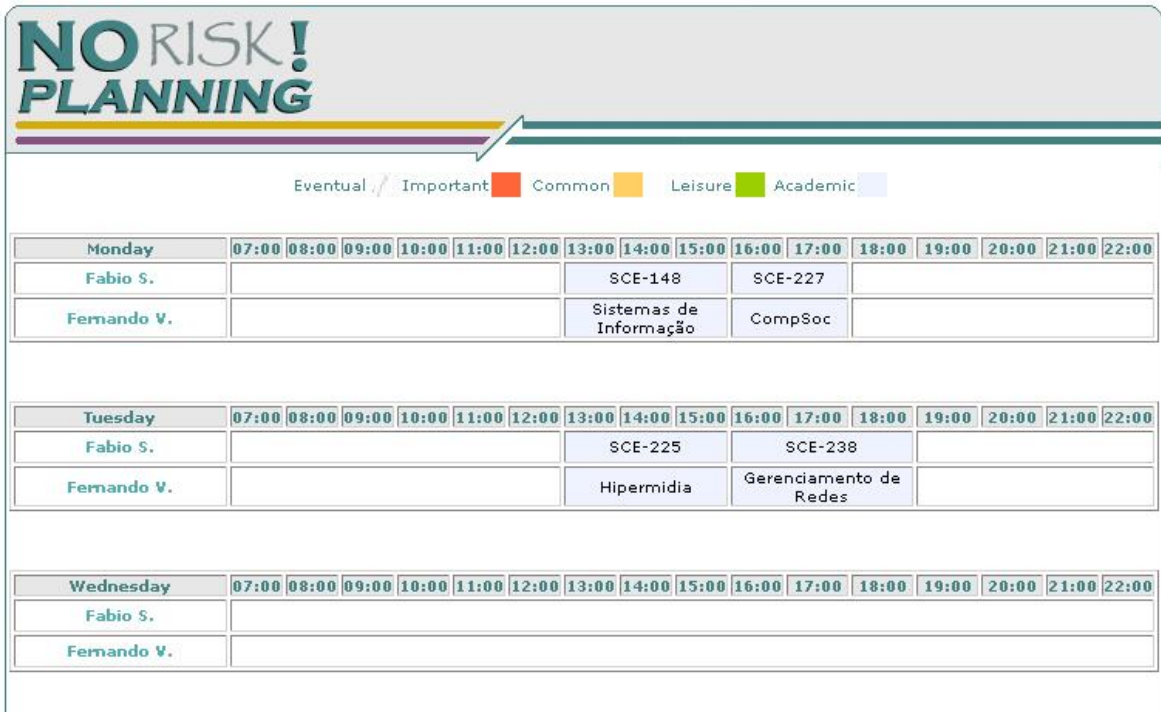 NO RISK!
PLANNING
Eventual Important Common Leisure Academic
Monday 07:00 08:00 09:00 10:00 11:00 12:00 13:00 14:00 15:00 16:00 17:00 18:00 19:00 20:00 21:00 22:00
Fabio S. SCE-148 SCE-227
Fernando V. Sistemas de Informação CompSoc
Tuesday 07:00 08:00 09:00 10:00 11:00 12:00 13:00 14:00 15:00 16:00 17:00 18:00 19:00 20:00 21:00 22:00
Fabio S. SCE-225 SCE-238
Fernando V. Hipermidia Gerenciamento de Redes
Wednesday 07:00 08:00 09:00 10:00 11:00 12:00 13:00 14:00 15:00 16:00 17:00 18:00 19:00 20:00 21:00 22:00
Fabio S.
Fernando V.